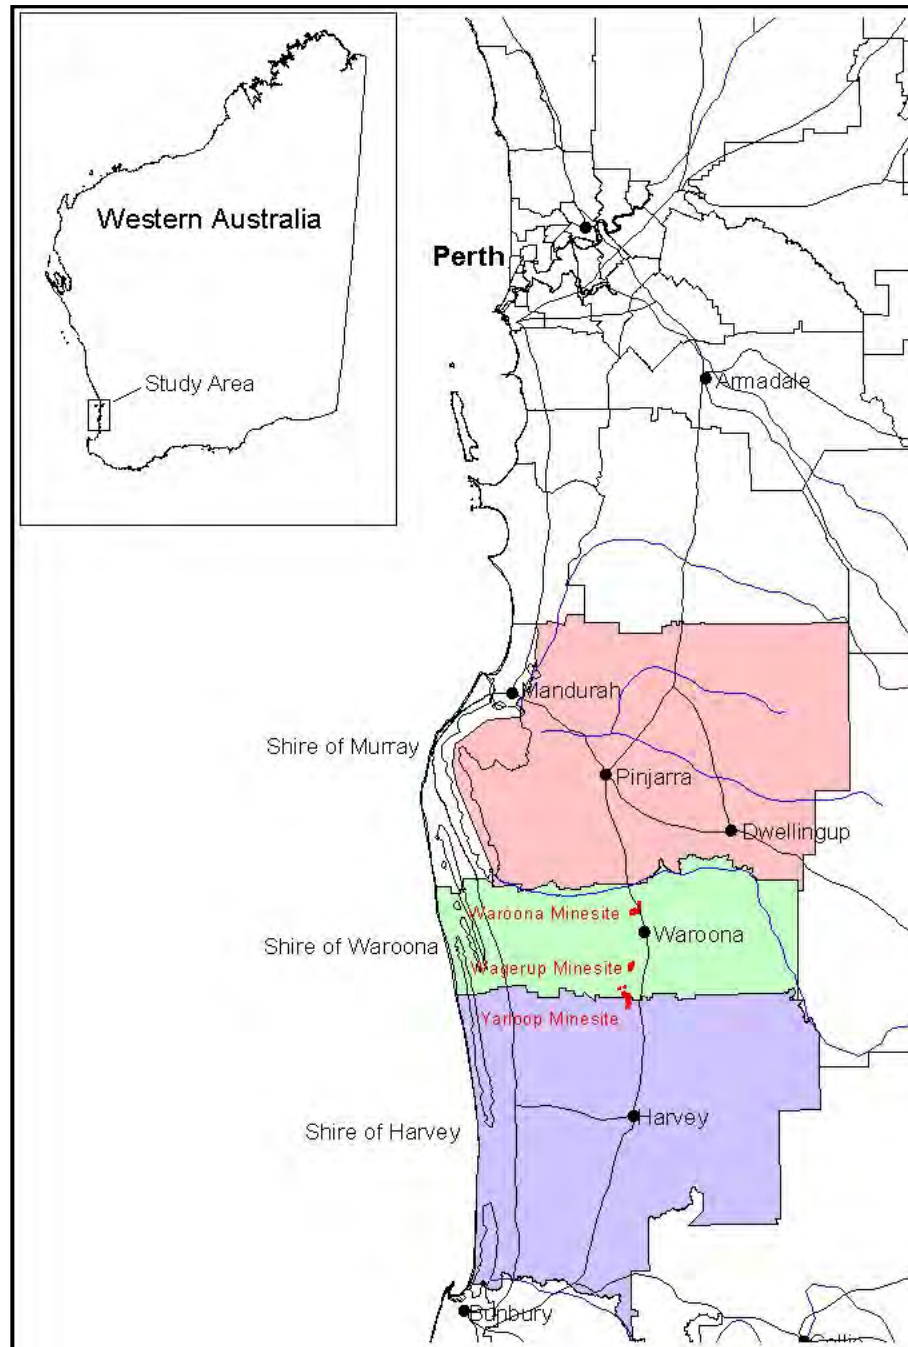 Western Australia
Study Area
Perth
Armadale
Mandurah
Shire of Murray
Pinjarra
Dwellingup
Waroona Minesite
Waroona
Shire of Waroona
Wagerup Minesite
Yarloop Minesite
Harvey
Shire of Harvey
Bunbury